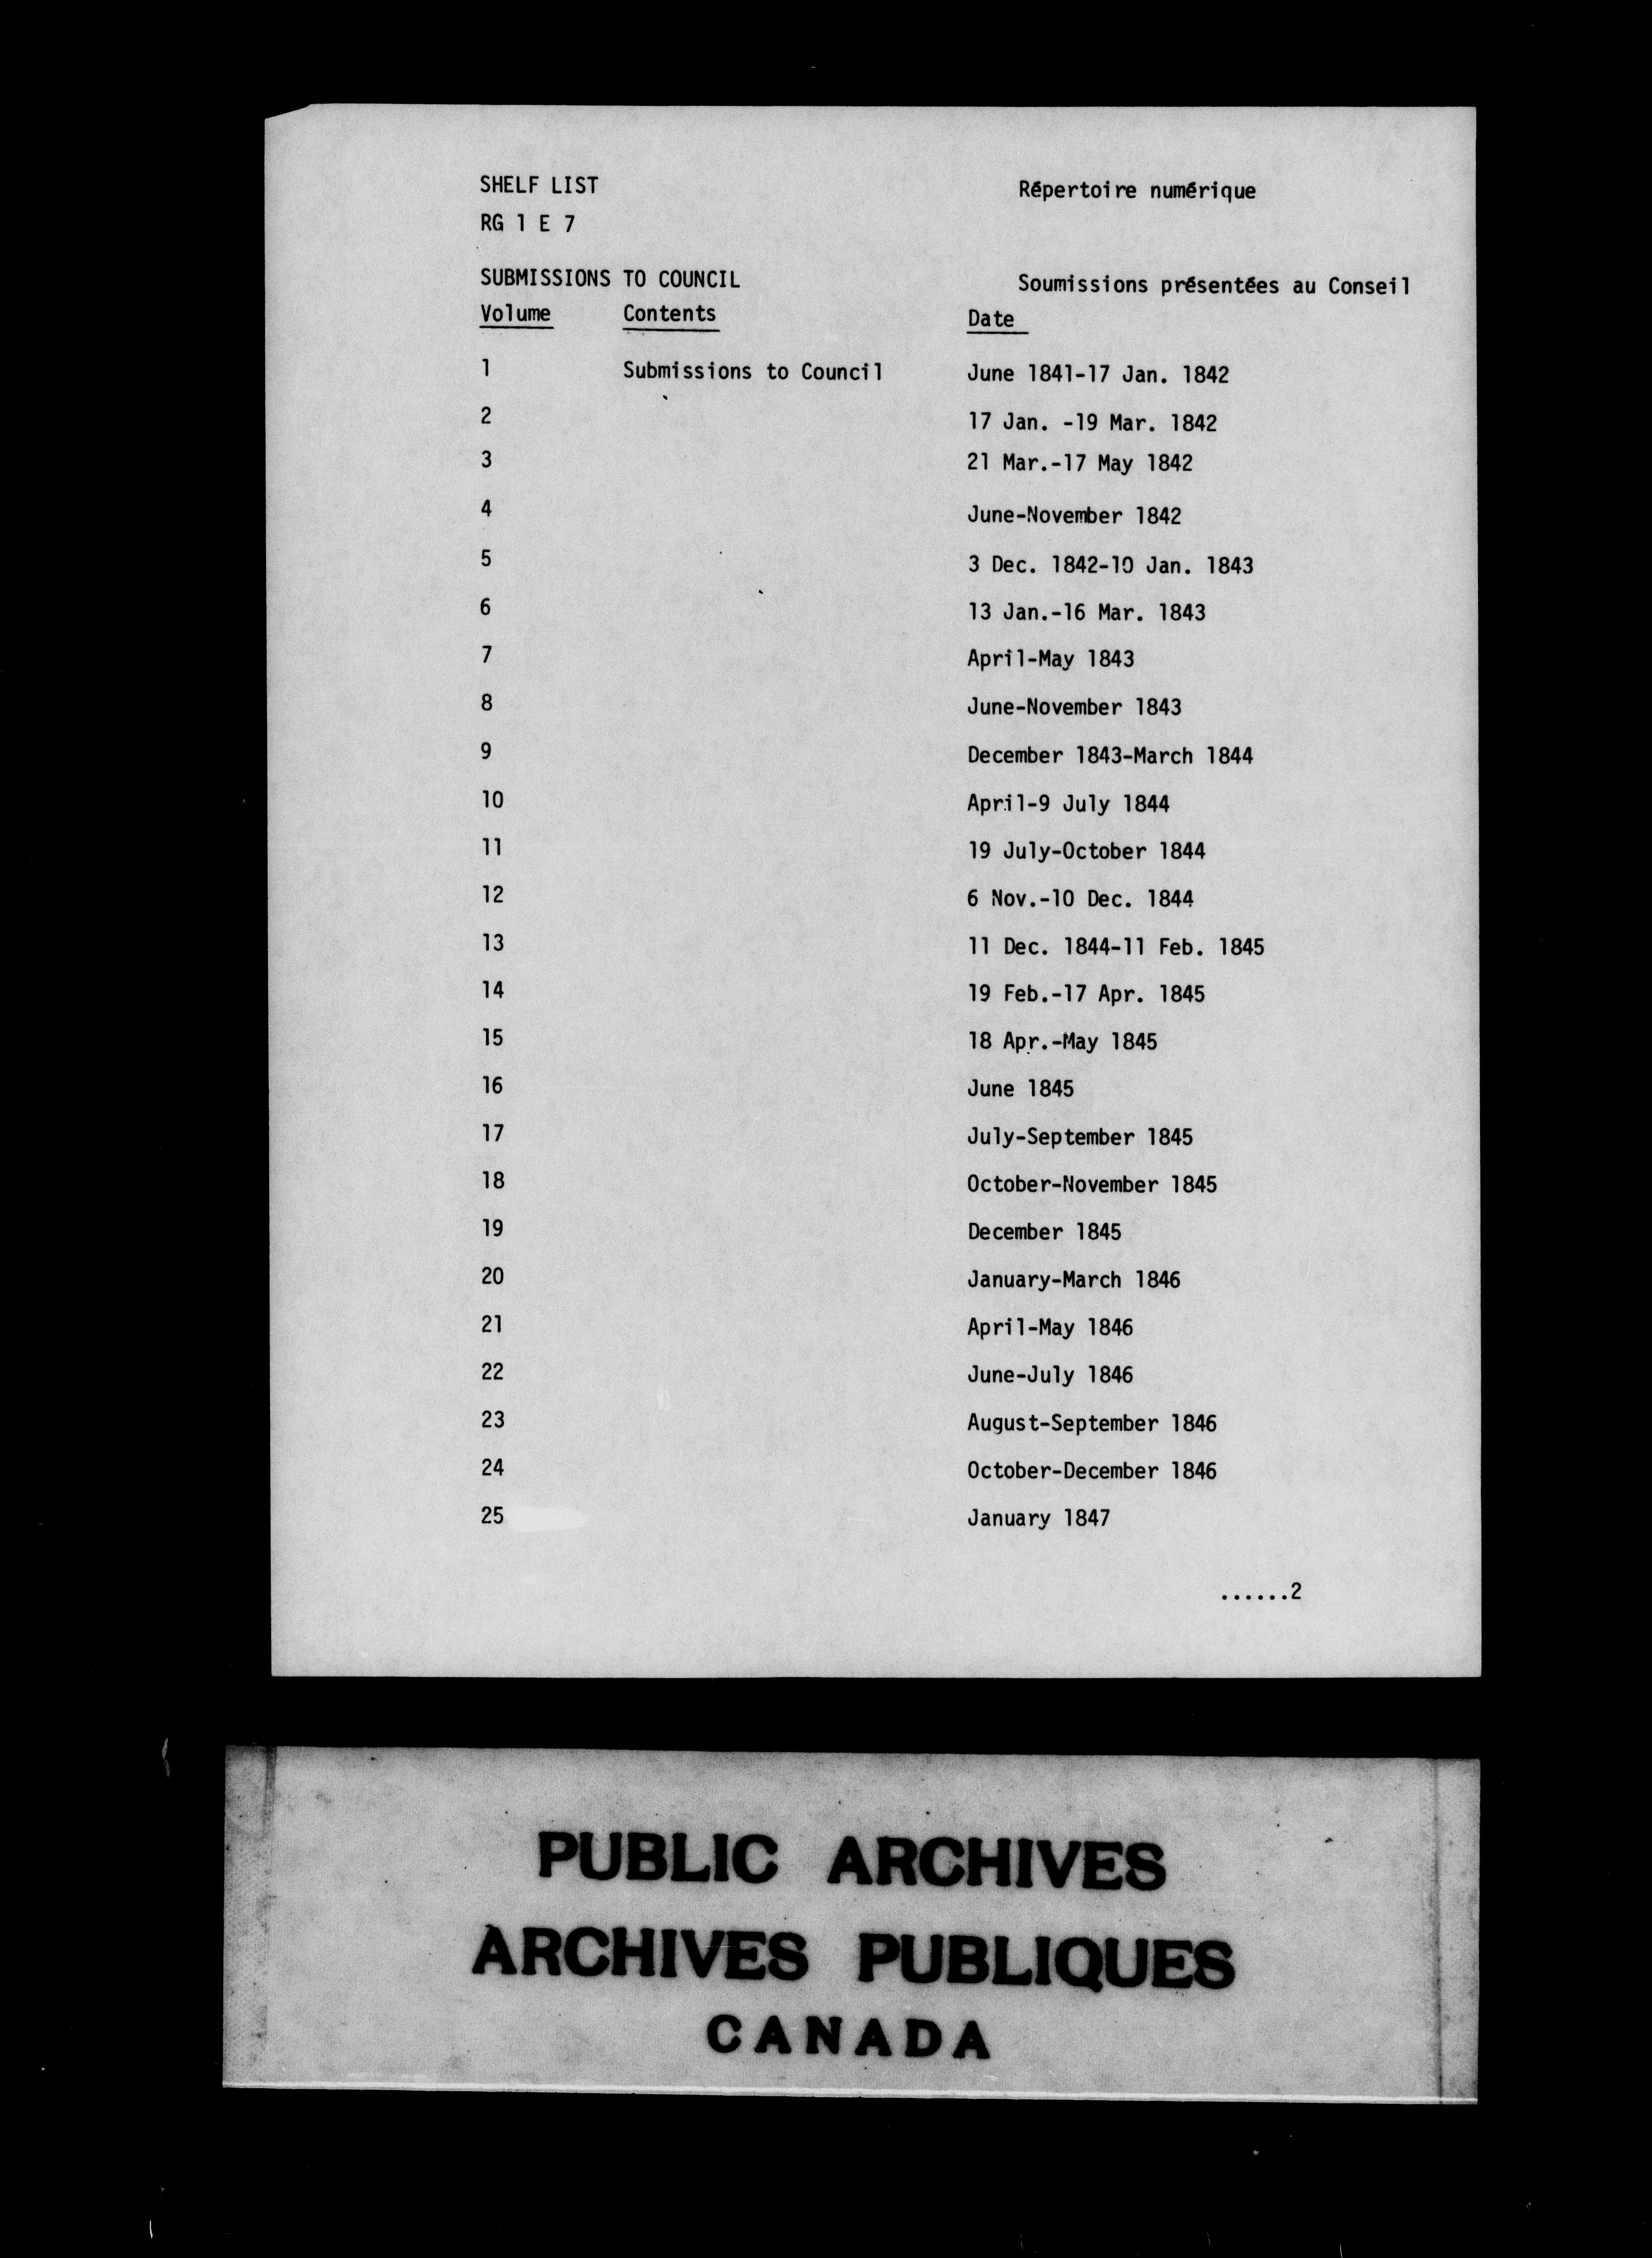 SHELF LIST Répertoire numérique
RG 1 E 7
SUBMISSIONS TO COUNCIL Soumissions présentées au Conseil
Volume Contents Date
1 Submissions to Council June 1841-17 Jan. 1842
2 17 Jan. -19 Mar. 1842
3 21 Mar.-17 May 1842
4 June-November 1842
5 3 Dec. 1842-10 Jan. 1843
6 13 Jan.-16 Mar. 1843
7 April-May 1843
8 June-November 1843
9 December 1843-March 1844
10 April-9 July 1844
11 19 July-October 1844
12 6 Nov.-10 Dec. 1844
13 11 Dec. 1844-11 Feb. 1845
14 19 Feb.-17 Apr. 1845
15 18 Apr.-May 1845
16 June 1845
17 July-September 1845
18 October-November 1845
19 December 1845
20 January-March 1846
21 April-May 1846
22 June-July 1846
23 August-September 1846
24 October-December 1846
25 January 1847
......2
PUBLIC ARCHIVES
ARCHIVES PUBLIQUES
CANADA